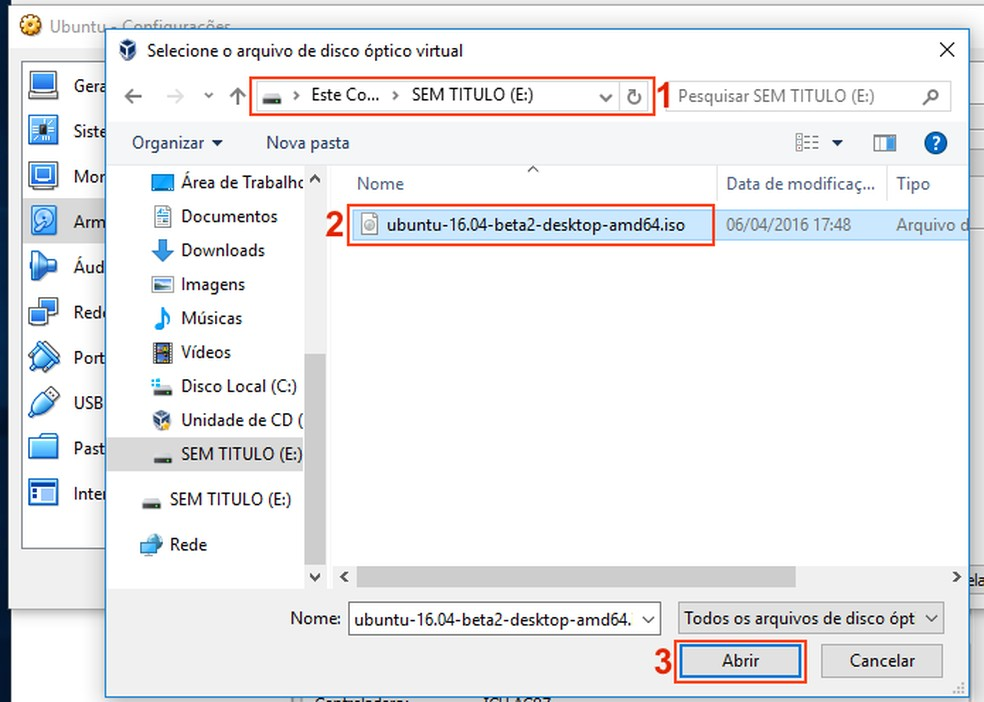 Ubuntu - Configurações
Selecione o arquivo de disco óptico virtual
Este Co... SEM TITULO (E:)
1
Pesquisar SEM TITULO (E:)
Organizar
Nova pasta
Gera
Siste
Mor
Arm
Áud
Rede
Port
USB
Past
Inter
Área de Trabalho
Documentos
Downloads
Imagens
Músicas
Vídeos
Disco Local (C:)
Unidade de CD (
SEM TITULO (E:)
SEM TITULO (E:)
Rede
Nome
Data de modificaç...
Tipo
2
ubuntu-16.04-beta2-desktop-amd64.iso
06/04/2016 17:48
Arquivo d
Nome:
ubuntu-16.04-beta2-desktop-amd64.
Todos os arquivos de disco ópt
3
Abrir
Cancelar
ela